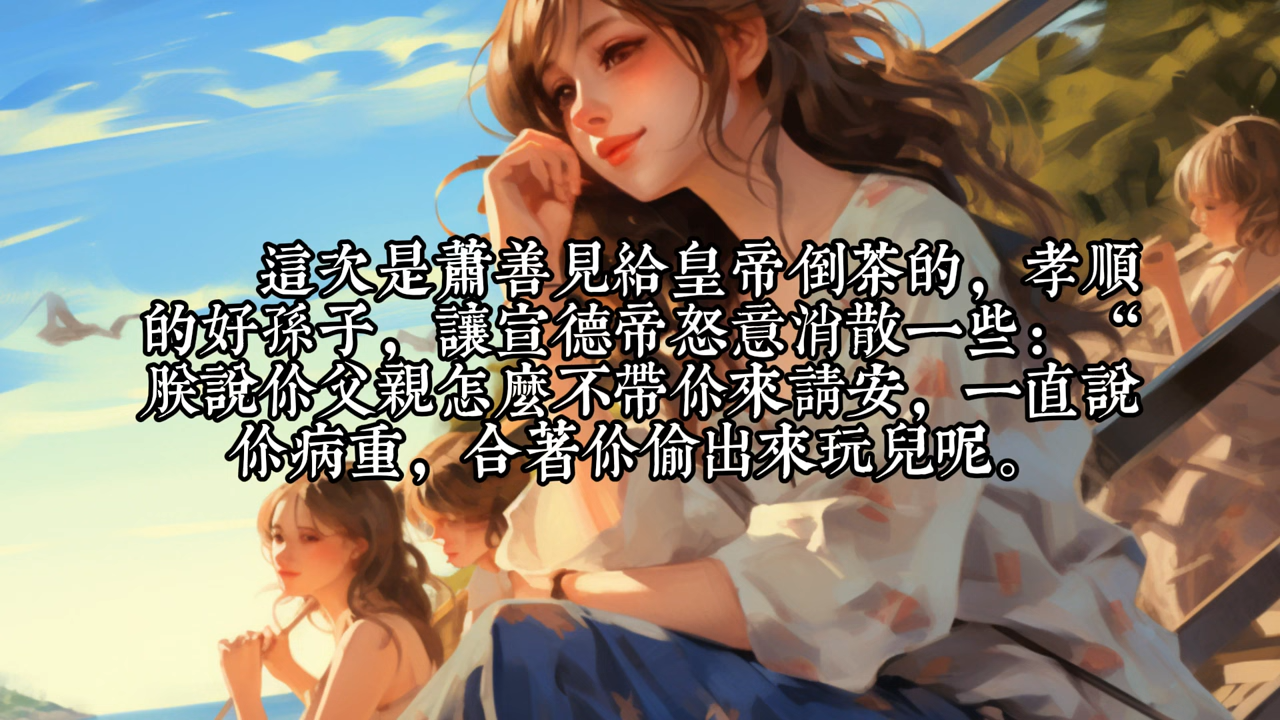 這次是蕭善見給皇帝倒茶的，孝順
的好孫子，讓宣德帝怒意消散一些：“
朕說你父親怎麼不帶你來請安，一直說
你病重，合著你偷出來玩兒呢。